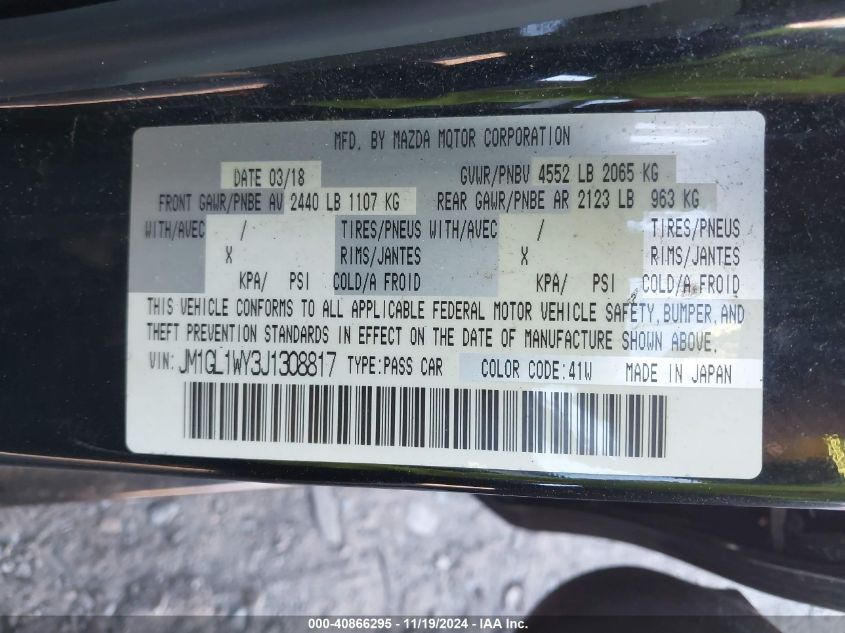 MFD. BY MAZDA MOTOR CORPORATION
DATE 03/18 GVWR/PNBV 4552 LB 2065 KG
FRONT GAWR/PNBE AV 2440 LB 1107 KG REAR GAWR/PNBE AR 2123 LB 963 KG
WITH/AVEC / TIRES/PNEUS WITH/AVEC / TIRES/PNEUS
X RIMS/JANTES X RIMS/JANTES
KPA/ PSI COLD/A FROID KPA/ PSI COLD/A FROID
THIS VEHICLE CONFORMS TO ALL APPLICABLE FEDERAL MOTOR VEHICLE SAFETY, BUMPER, AND
THEFT PREVENTION STANDARDS IN EFFECT ON THE DATE OF MANUFACTURE SHOWN ABOVE.
VIN: JM1GL1WY3J1308817 TYPE:PASS CAR COLOR CODE:41W MADE IN JAPAN
000-40866295 - 11/19/2024 - IAA Inc.